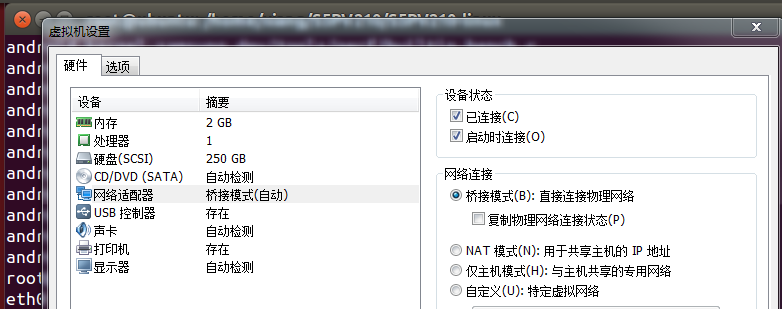 虚拟机设置
硬件 选项
设备 摘要
内存 2 GB
处理器 1
硬盘(SCSI) 250 GB
CD/DVD (SATA) 自动检测
网络适配器 桥接模式(自动)
USB 控制器 存在
声卡 自动检测
打印机 存在
显示器 自动检测
设备状态
已连接(C)
启动时连接(O)
网络连接
桥接模式(B): 直接连接物理网络
复制物理网络连接状态(P)
NAT 模式(N): 用于共享主机的 IP 地址
仅主机模式(H): 与主机共享的专用网络
自定义(U): 特定虚拟网络
andr
andr
andr
andr
andr
andr
andr
andr
andr
andr
andr
root
eth0